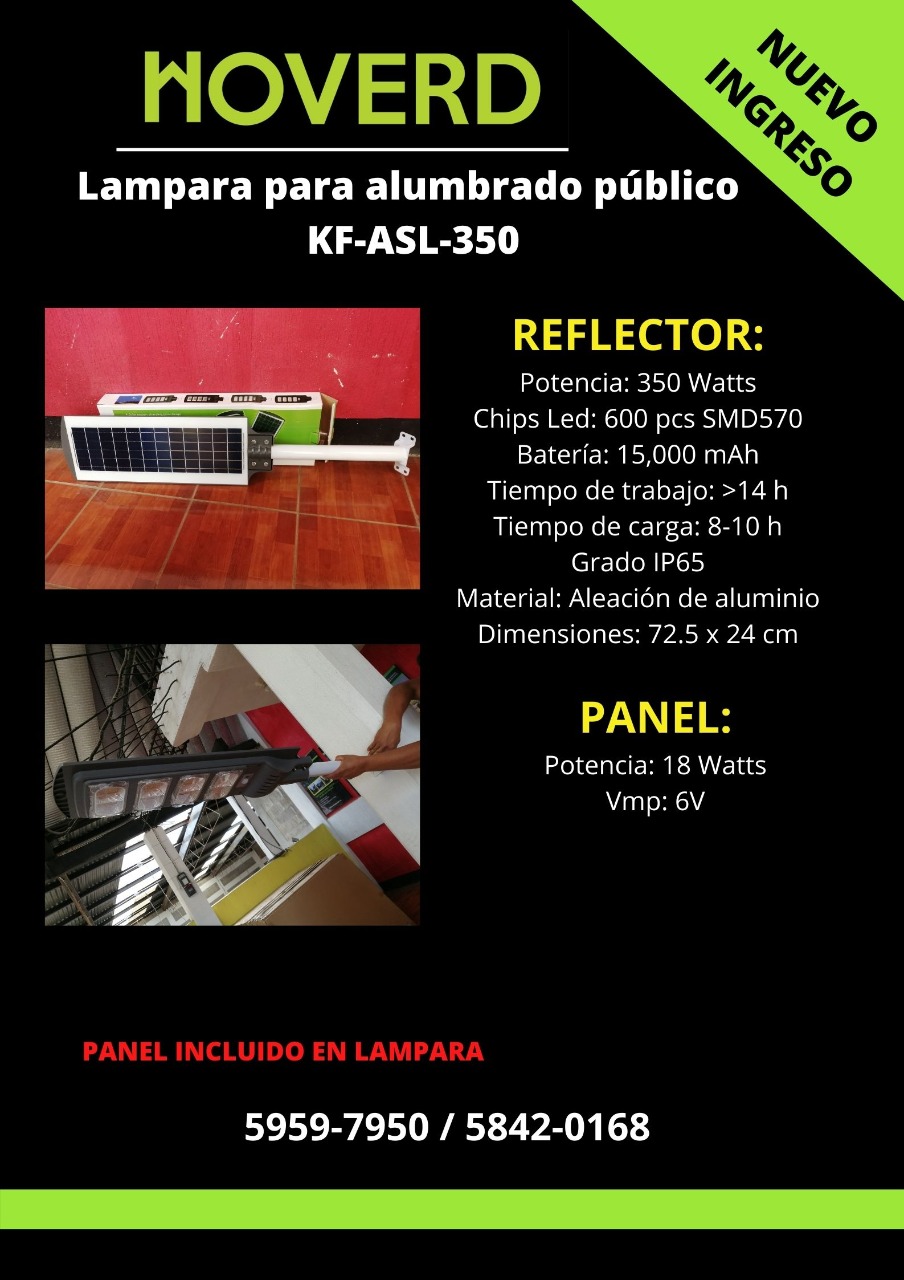 HOVERD
NUEVO
INGRESO
Lampara para alumbrado público
KF-ASL-350
REFLECTOR:
Potencia: 350 Watts
Chips Led: 600 pcs SMD570
Batería: 15,000 mAh
Tiempo de trabajo: >14 h
Tiempo de carga: 8-10 h
Grado IP65
Material: Aleación de aluminio
Dimensiones: 72.5 x 24 cm
PANEL:
Potencia: 18 Watts
Vmp: 6V
PANEL INCLUIDO EN LAMPARA
5959-7950 / 5842-0168